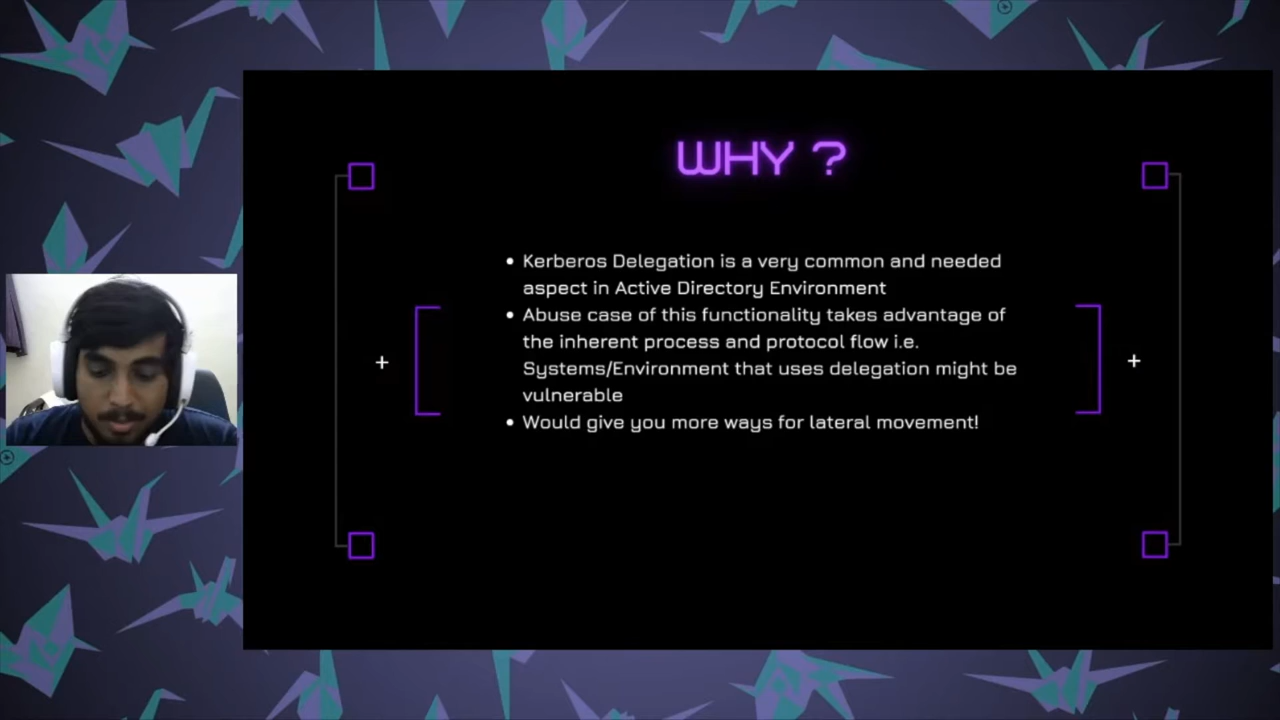 WHY ?
• Kerberos Delegation is a very common and needed
aspect in Active Directory Environment
• Abuse case of this functionality takes advantage of
the inherent process and protocol flow i.e.
Systems/Environment that uses delegation might be
vulnerable
• Would give you more ways for lateral movement!